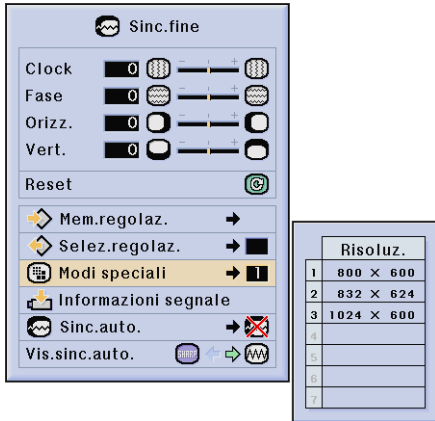 Sinc.fine
Clock 0 - +
Fase 0 - +
Orizz. 0 - +
Vert. 0 - +
Reset
Mem.regolaz.
Selez.regolaz.
Modi speciali 1
Informazioni segnale
Sinc.auto.
Vis.sinc.auto. SHARP
Risoluz.
1 800 × 600
2 832 × 624
3 1024 × 600
4
5
6
7